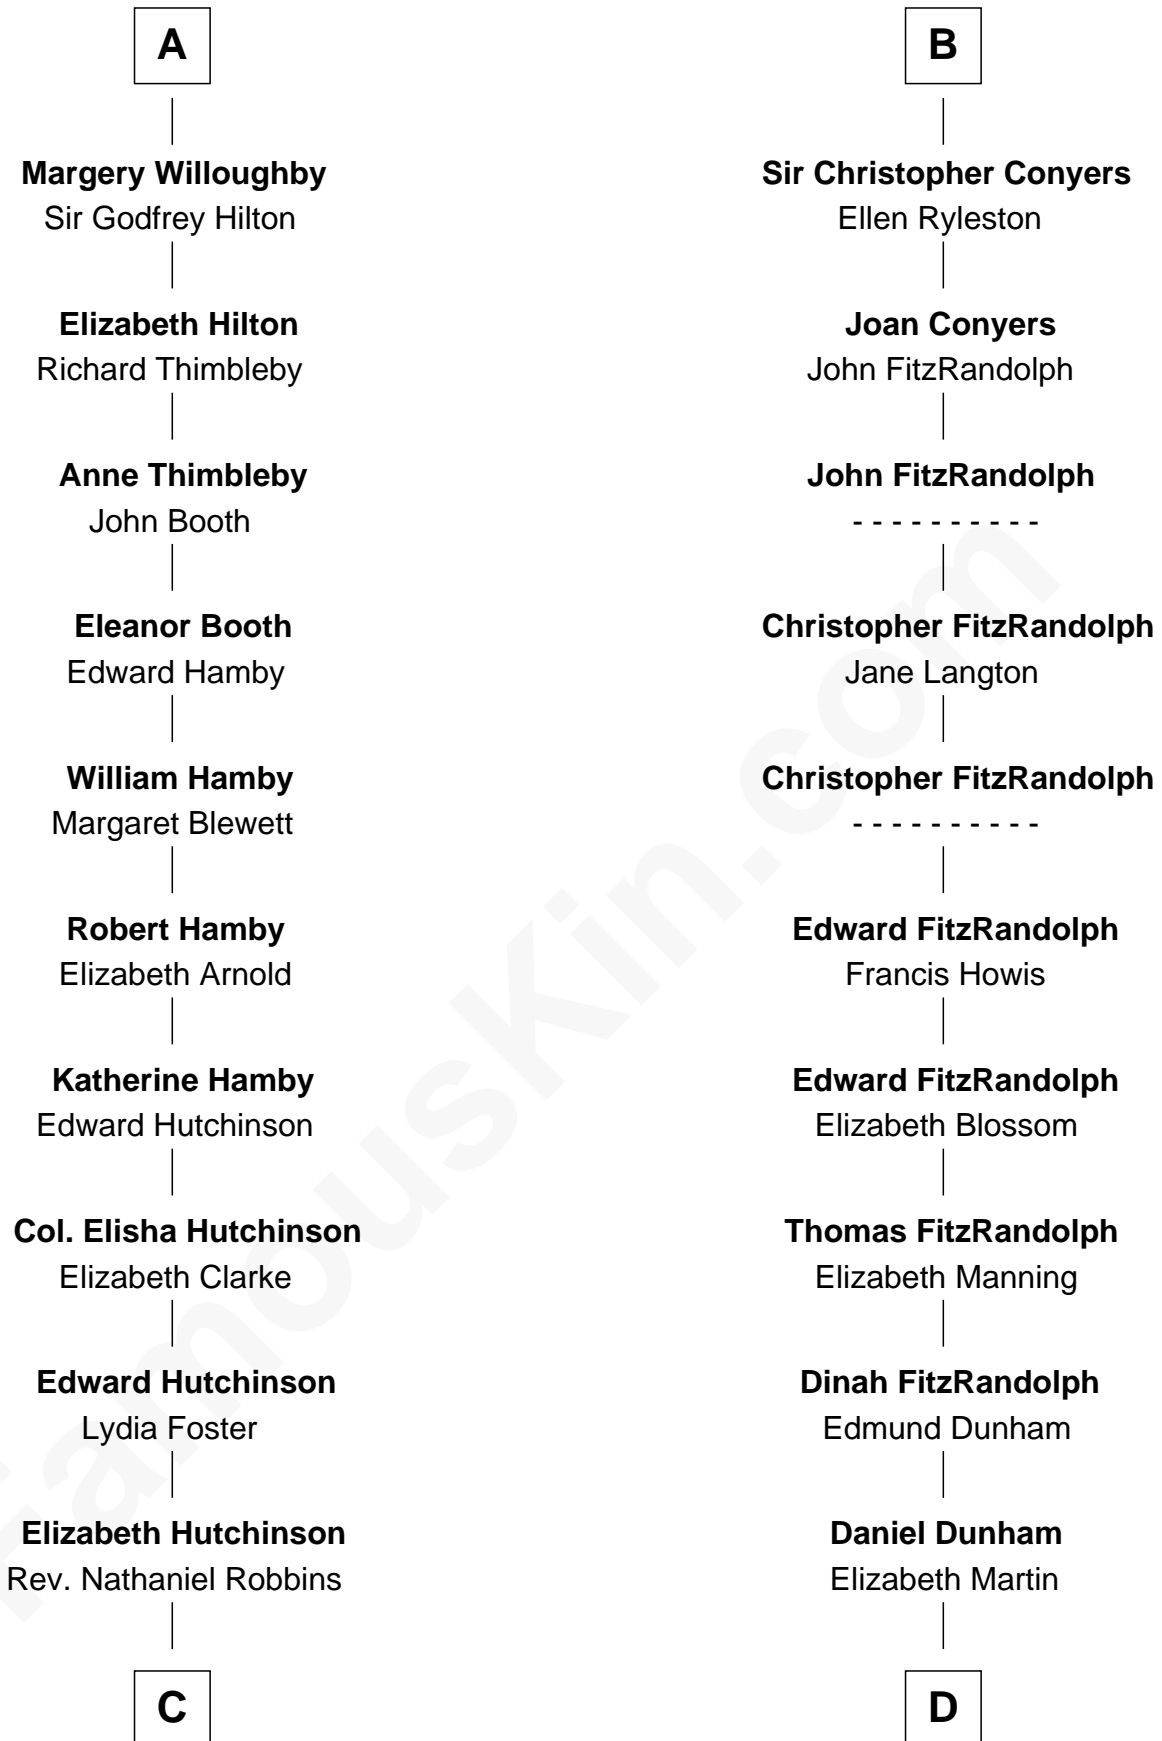 A
Margery Willoughby
Sir Godfrey Hilton
Elizabeth Hilton
Richard Thimbleby
Anne Thimbleby
John Booth
Eleanor Booth
Edward Hamby
William Hamby
Margaret Blewett
Robert Hamby
Elizabeth Arnold
Katherine Hamby
Edward Hutchinson
Col. Elisha Hutchinson
Elizabeth Clarke
Edward Hutchinson
Lydia Foster
Elizabeth Hutchinson
Rev. Nathaniel Robbins
C
B
Sir Christopher Conyers
Ellen Ryleston
Joan Conyers
John FitzRandolph
John FitzRandolph
- - - - - - - - - -
Christopher FitzRandolph
Jane Langton
Christopher FitzRandolph
- - - - - - - - - -
Edward FitzRandolph
Francis Howis
Edward FitzRandolph
Elizabeth Blossom
Thomas FitzRandolph
Elizabeth Manning
Dinah FitzRandolph
Edmund Dunham
Daniel Dunham
Elizabeth Martin
D
FamousKin.com